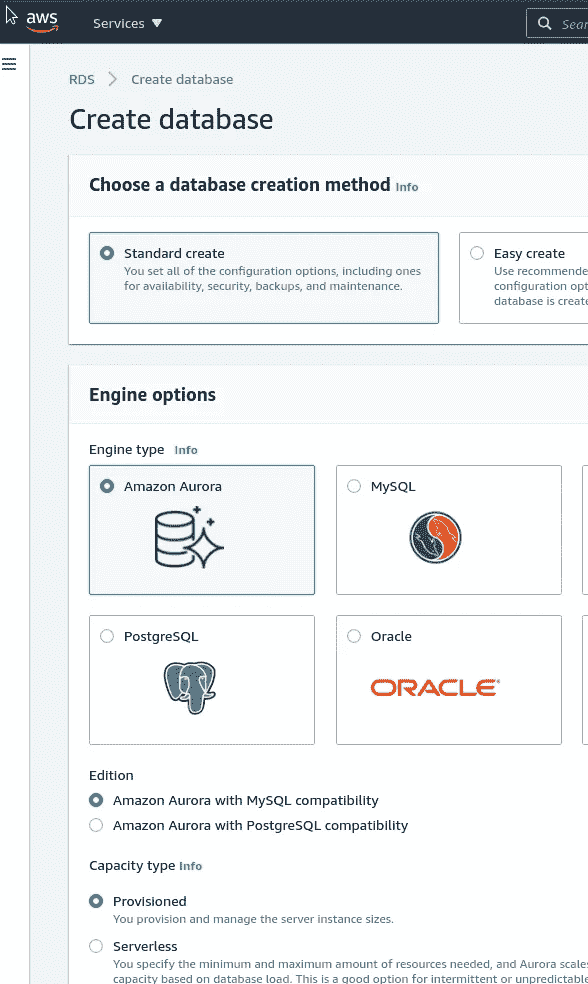 aws Services
RDS Create database
Create database
Choose a database creation method Info
Standard create
You set all of the configuration options, including ones
for availability, security, backups, and maintenance.
Easy create
Use recommende
configuration opt
database is create
Engine options
Engine type Info
Amazon Aurora
MySQL
PostgreSQL
Oracle
ORACLE
Edition
Amazon Aurora with MySQL compatibility
Amazon Aurora with PostgreSQL compatibility
Capacity type Info
Provisioned
You provision and manage the server instance sizes.
Serverless
You specify the minimum and maximum amount of resources needed, and Aurora scales
capacity based on database load. This is a good option for intermittent or unpredictable